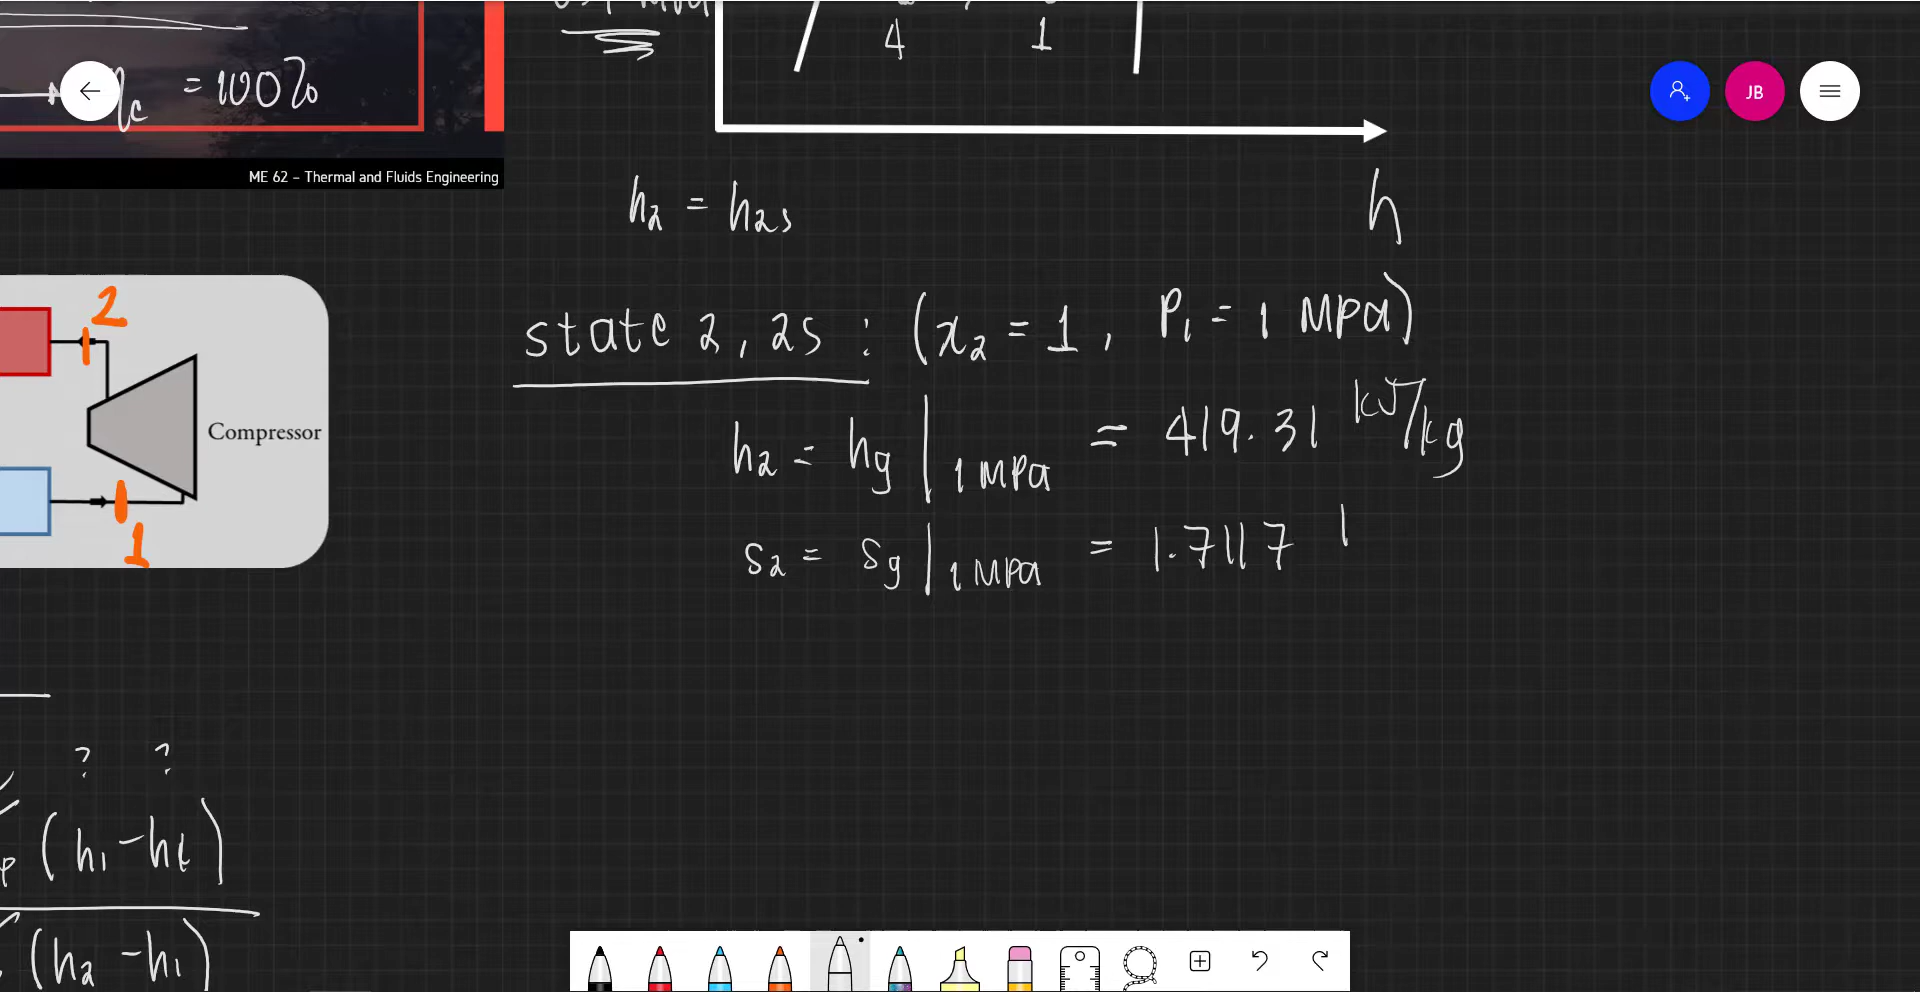 4 1
η_c = 100%
JB
ME 62 – Thermal and Fluids Engineering
h
h₂ = h₂s
2
state 2, 2s : (x₂ = 1, P₁ = 1 MPa)
h₂ = hg | 1 MPa = 419.31 kJ/kg
Compressor
1
s₂ = sg | 1 MPa = 1.7117
? ?
(h₁ - h
(h₂ - h₁)